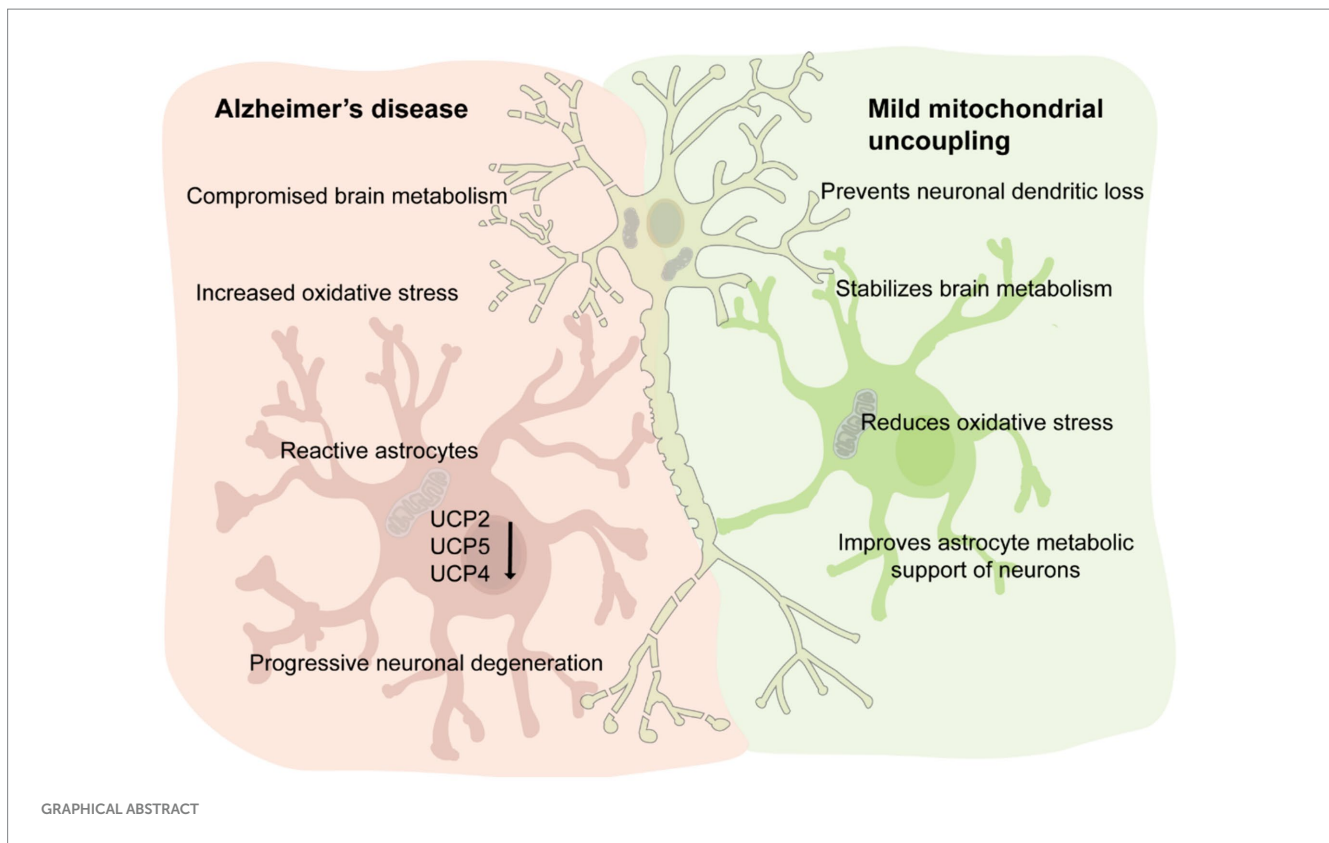 Alzheimer’s disease
Compromised brain metabolism
Increased oxidative stress
Reactive astrocytes
UCP2
UCP5
UCP4
Progressive neuronal degeneration
Mild mitochondrial
uncoupling
Prevents neuronal dendritic loss
Stabilizes brain metabolism
Reduces oxidative stress
Improves astrocyte metabolic
support of neurons
GRAPHICAL ABSTRACT